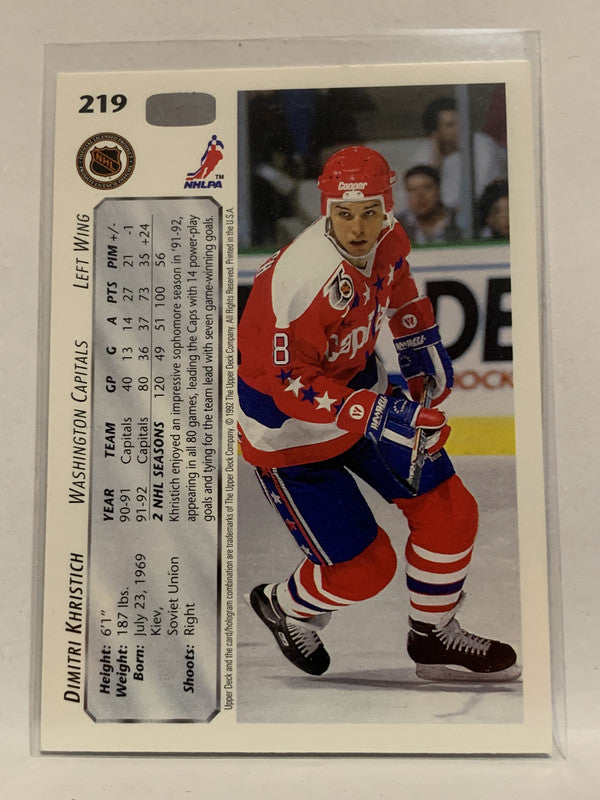 219
NHL
NHLPA
TM
DIMITRI KHRISTICH WASHINGTON CAPITALS LEFT WING
Height: 6'1"
Weight: 187 lbs.
Born: July 23, 1969
Kiev,
Soviet Union
Shoots: Right
YEAR TEAM GP G A PTS PIM +/-
90-91 Capitals 40 13 14 27 21 -1
91-92 Capitals 80 36 37 73 35 +24
2 NHL SEASONS 120 49 51 100 56
Khristich enjoyed an impressive sophomore season in '91-92,
appearing in all 80 games, leading the Caps with 14 power-play
goals and tying for the team lead with seven game-winning goals.
Upper Deck and the card/hologram combination are trademarks of The Upper Deck Company. © 1992 The Upper Deck Company. All Rights Reserved. Printed in the U.S.A.
Cooper
75
8
Capi
DE
OCK